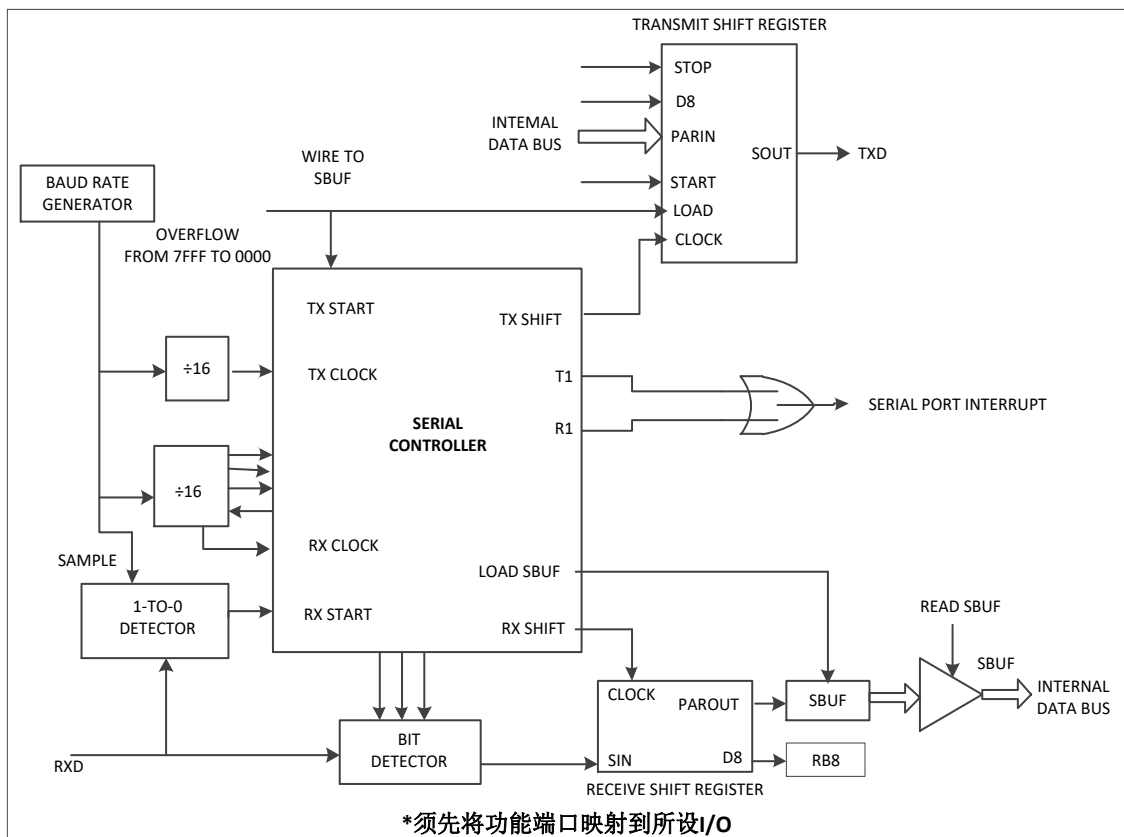 TRANSMIT SHIFT REGISTER
STOP
D8
INTEMAL
DATA BUS
PARIN
SOUT
TXD
WIRE TO
SBUF
START
BAUD RATE
GENERATOR
LOAD
OVERFLOW
FROM 7FFF TO 0000
CLOCK
TX START
TX SHIFT
÷16
TX CLOCK
T1
SERIAL PORT INTERRUPT
SERIAL
CONTROLLER
R1
÷16
RX CLOCK
SAMPLE
LOAD SBUF
1-TO-0
DETECTOR
RX START
RX SHIFT
READ SBUF
SBUF
CLOCK
PAROUT
SBUF
INTERNAL
DATA BUS
RXD
BIT
DETECTOR
SIN
D8
RB8
RECEIVE SHIFT REGISTER
*须先将功能端口映射到所设I/O